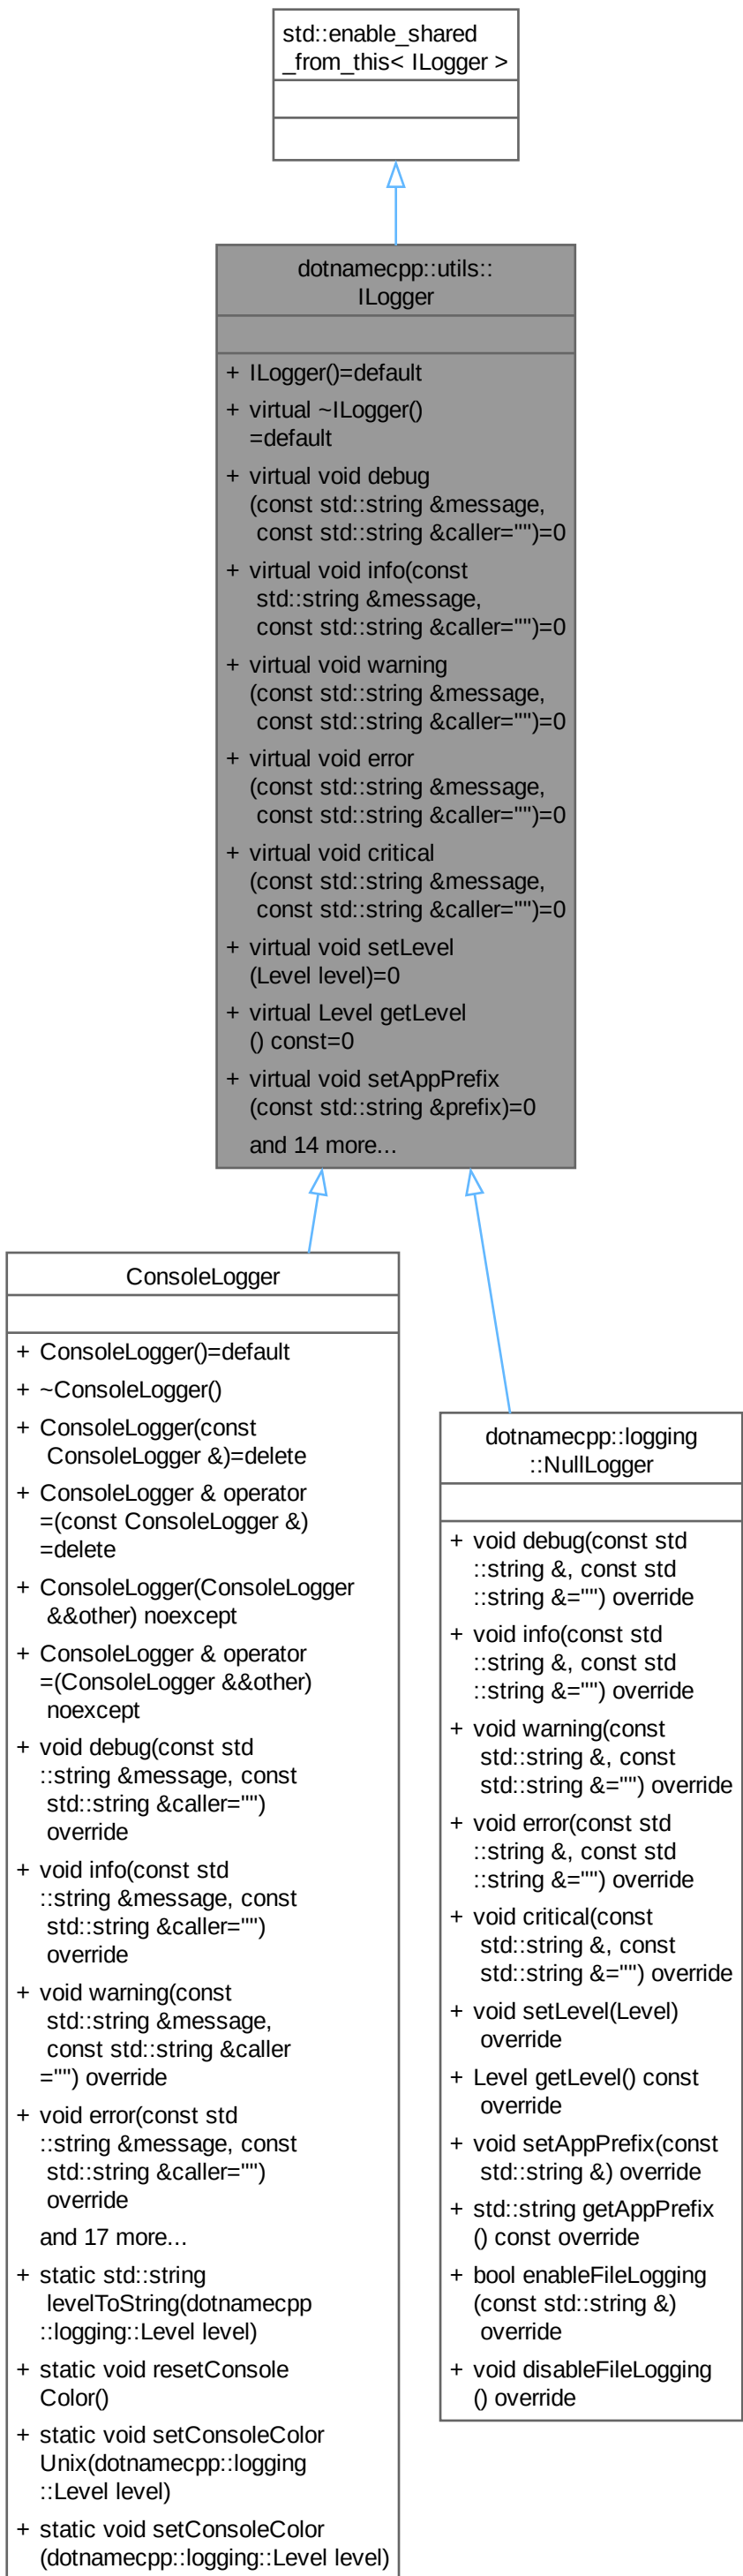 std::enable_shared
_from_this< ILogger >
dotnamecpp::utils::
ILogger
+ ILogger()=default
+ virtual ~ILogger()
=default
+ virtual void debug
(const std::string &message,
const std::string &caller="")=0
+ virtual void info(const
std::string &message,
const std::string &caller="")=0
+ virtual void warning
(const std::string &message,
const std::string &caller="")=0
+ virtual void error
(const std::string &message,
const std::string &caller="")=0
+ virtual void critical
(const std::string &message,
const std::string &caller="")=0
+ virtual void setLevel
(Level level)=0
+ virtual Level getLevel
() const=0
+ virtual void setAppPrefix
(const std::string &prefix)=0
and 14 more...
ConsoleLogger
+ ConsoleLogger()=default
+ ~ConsoleLogger()
+ ConsoleLogger(const
ConsoleLogger &)=delete
+ ConsoleLogger & operator
=(const ConsoleLogger &)
=delete
+ ConsoleLogger(ConsoleLogger
&&other) noexcept
+ ConsoleLogger & operator
=(ConsoleLogger &&other)
noexcept
+ void debug(const std
::string &message, const
std::string &caller="")
override
+ void info(const std
::string &message, const
std::string &caller="")
override
+ void warning(const
std::string &message,
const std::string &caller
="") override
+ void error(const std
::string &message, const
std::string &caller="")
override
and 17 more...
+ static std::string
levelToString(dotnamecpp
::logging::Level level)
+ static void resetConsole
Color()
+ static void setConsoleColor
Unix(dotnamecpp::logging
::Level level)
+ static void setConsoleColor
(dotnamecpp::logging::Level level)
dotnamecpp::logging
::NullLogger
+ void debug(const std
::string &, const std
::string &="") override
+ void info(const std
::string &, const std
::string &="") override
+ void warning(const
std::string &, const
std::string &="") override
+ void error(const std
::string &, const std
::string &="") override
+ void critical(const
std::string &, const
std::string &="") override
+ void setLevel(Level)
override
+ Level getLevel() const
override
+ void setAppPrefix(const
std::string &) override
+ std::string getAppPrefix
() const override
+ bool enableFileLogging
(const std::string &)
override
+ void disableFileLogging
() override